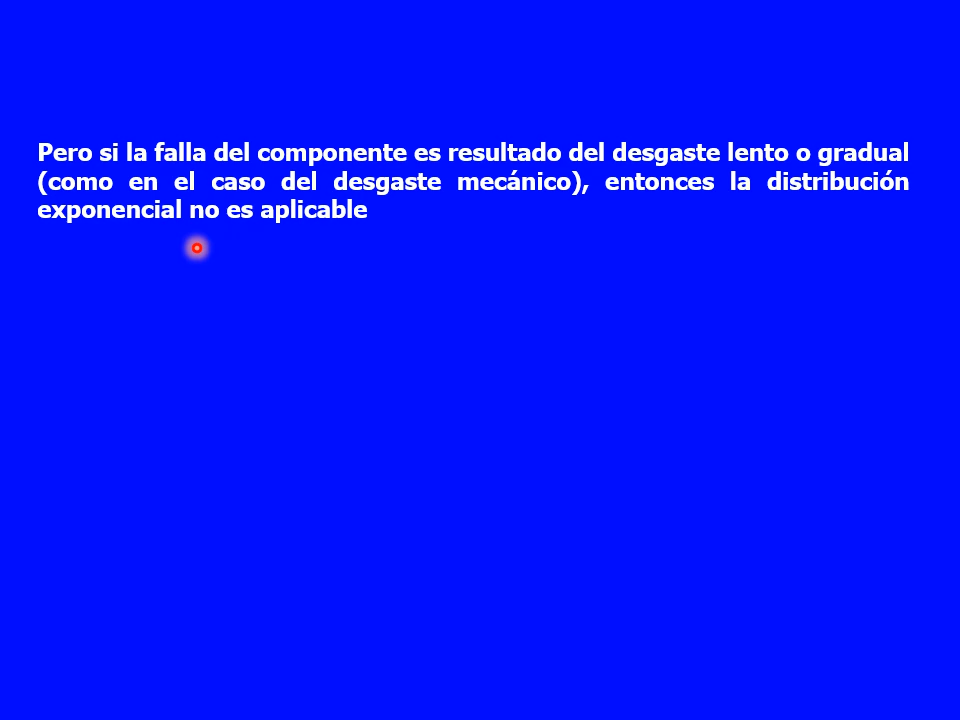 Pero si la falla del componente es resultado del desgaste lento o gradual
(como en el caso del desgaste mecánico), entonces la distribución
exponencial no es aplicable